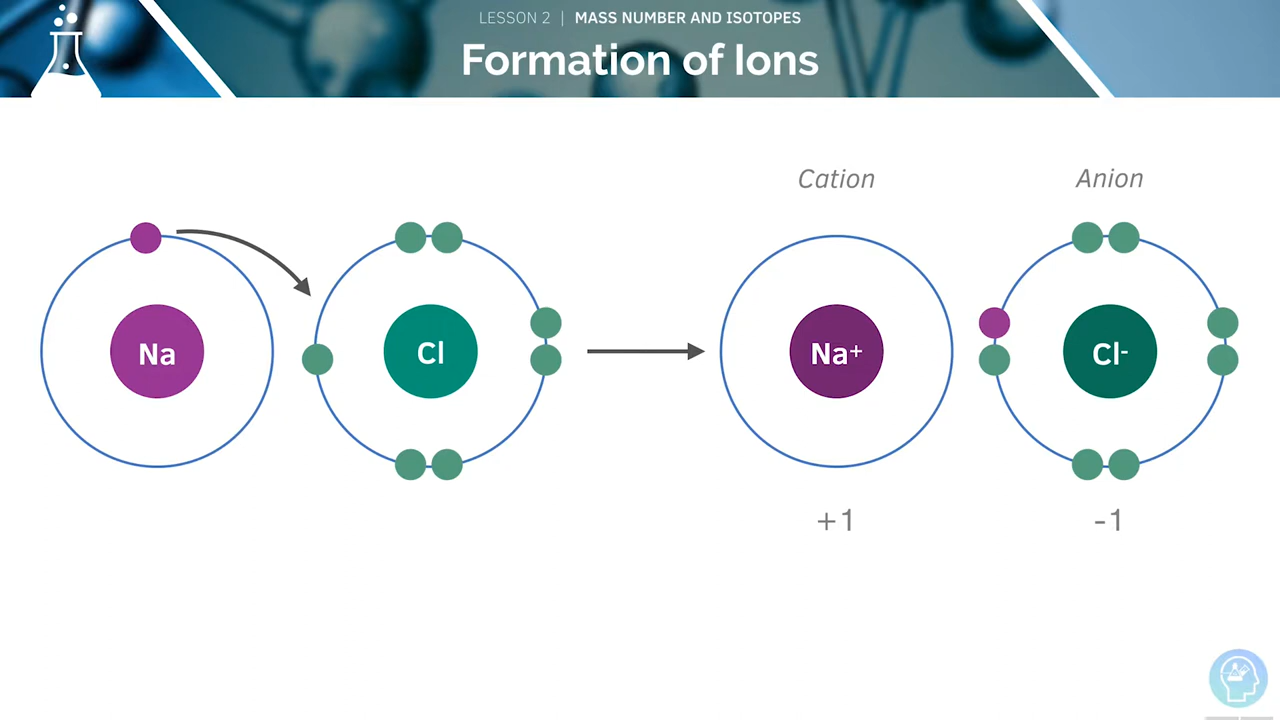 LESSON 2 | MASS NUMBER AND ISOTOPES
Formation of Ions
Cation
Anion
Na
Cl
Na+
Cl-
+1
-1